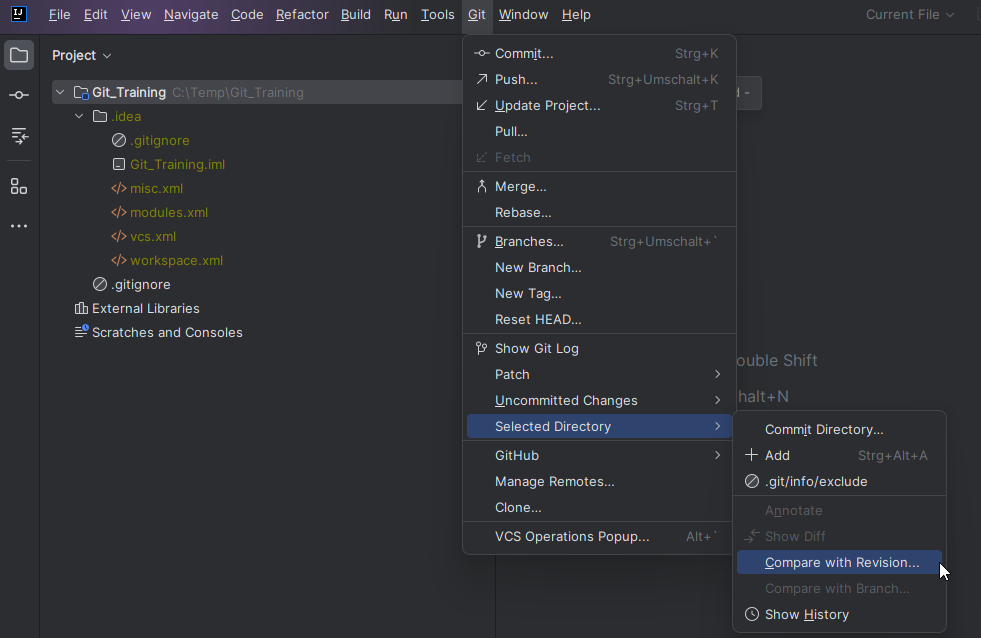 IJ File Edit View Navigate Code Refactor Build Run Tools Git Window Help Current File
Project
Git_Training C:\Temp\Git_Training
.idea
.gitignore
Git_Training.iml
misc.xml
modules.xml
vcs.xml
workspace.xml
.gitignore
External Libraries
Scratches and Consoles
Commit... Strg+K
Push... Strg+Umschalt+K
Update Project... Strg+T
Pull...
Fetch
Merge...
Rebase...
Branches... Strg+Umschalt+`
New Branch...
New Tag...
Reset HEAD...
Show Git Log
Patch
Uncommitted Changes
Selected Directory
GitHub
Manage Remotes...
Clone...
VCS Operations Popup... Alt+`
d -
ouble Shift
halt+N
Commit Directory...
Add Strg+Alt+A
.git/info/exclude
Annotate
Show Diff
Compare with Revision...
Compare with Branch...
Show History